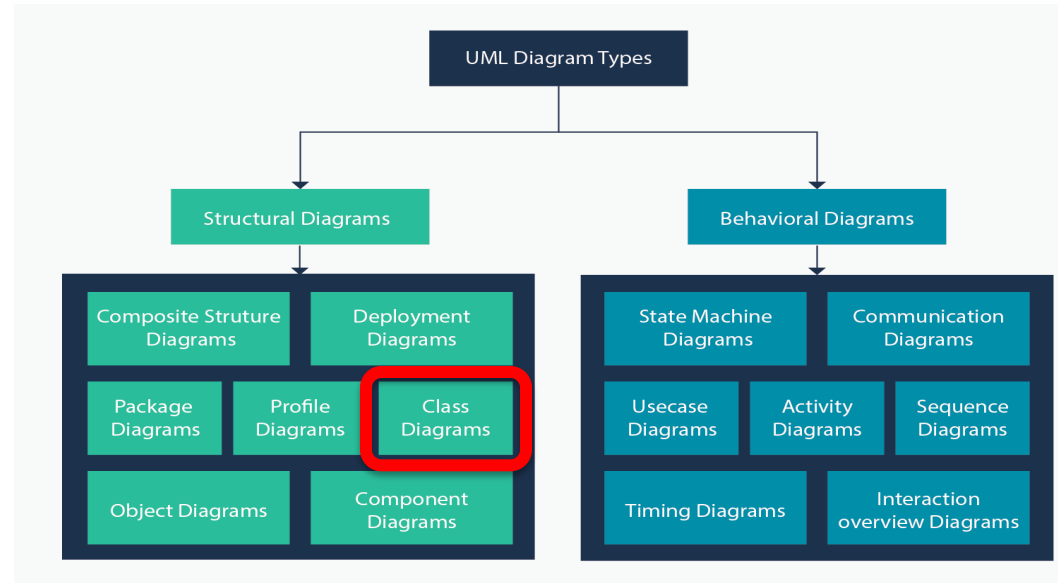 UML Diagram Types
Structural Diagrams
Behavioral Diagrams
Composite Struture
Diagrams
Deployment
Diagrams
Package
Diagrams
Profile
Diagrams
Class
Diagrams
Object Diagrams
Component
Diagrams
State Machine
Diagrams
Communication
Diagrams
Usecase
Diagrams
Activity
Diagrams
Sequence
Diagrams
Timing Diagrams
Interaction
overview Diagrams